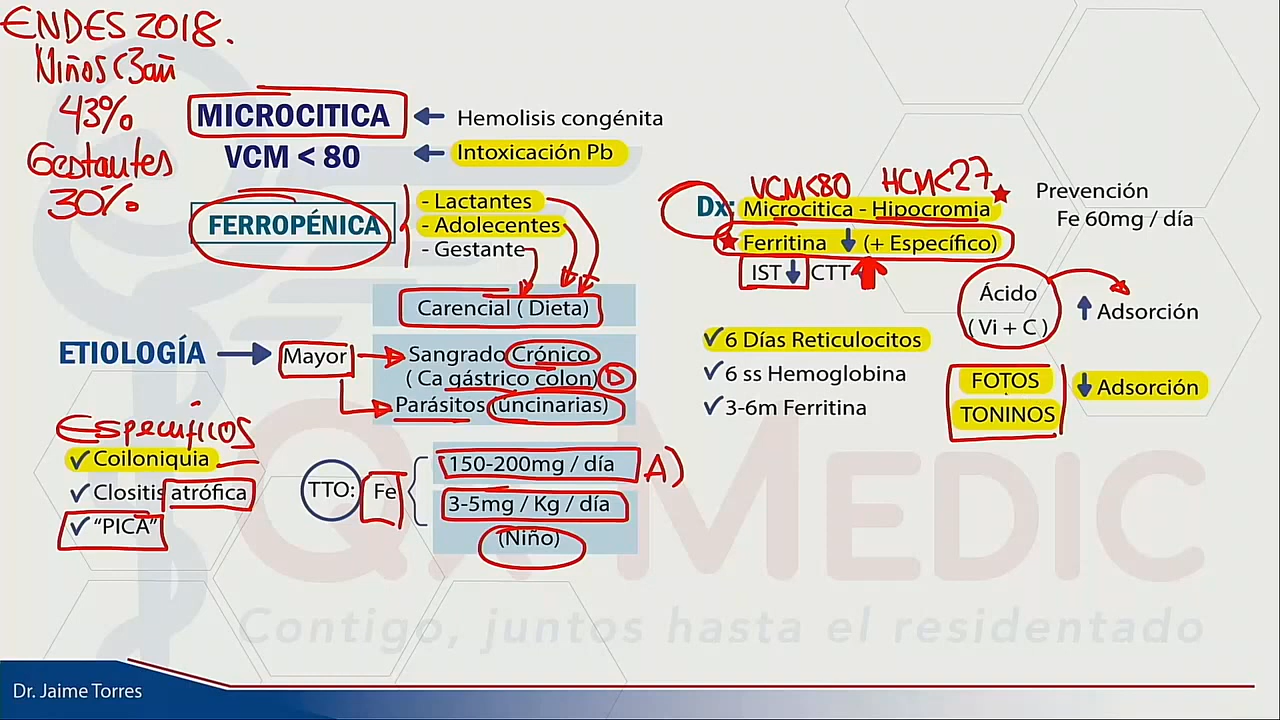 ENDES 2018.
Niños <3añ
43%
Gestantes
30%
MICROCITICA
VCM < 80
Hemolisis congénita
Intoxicación Pb
FERROPÉNICA
- Lactantes
- Adolecentes
- Gestante
Carencial ( Dieta)
ETIOLOGÍA
Mayor
Sangrado Crónico
( Ca gástrico colon) D
Parásitos (uncinarias)
Específicos
✓ Coiloniquia
✓ Clositis atrófica
✓ "PICA"
TTO: Fe
150-200mg / día A)
3-5mg / Kg / día
(Niño)
VCM<80 HCM<27
Dx: Microcitica - Hipocromia
Ferritina ↓ (+ Específico)
IST ↓ CTT ↑
✓ 6 Días Reticulocitos
✓ 6 ss Hemoglobina
✓ 3-6m Ferritina
Prevención
Fe 60mg / día
Ácido
( Vi + C )
↑ Adsorción
FOTOS
TONINOS
↓ Adsorción
QX MEDIC
Contigo, juntos hasta el residentado
Dr. Jaime Torres